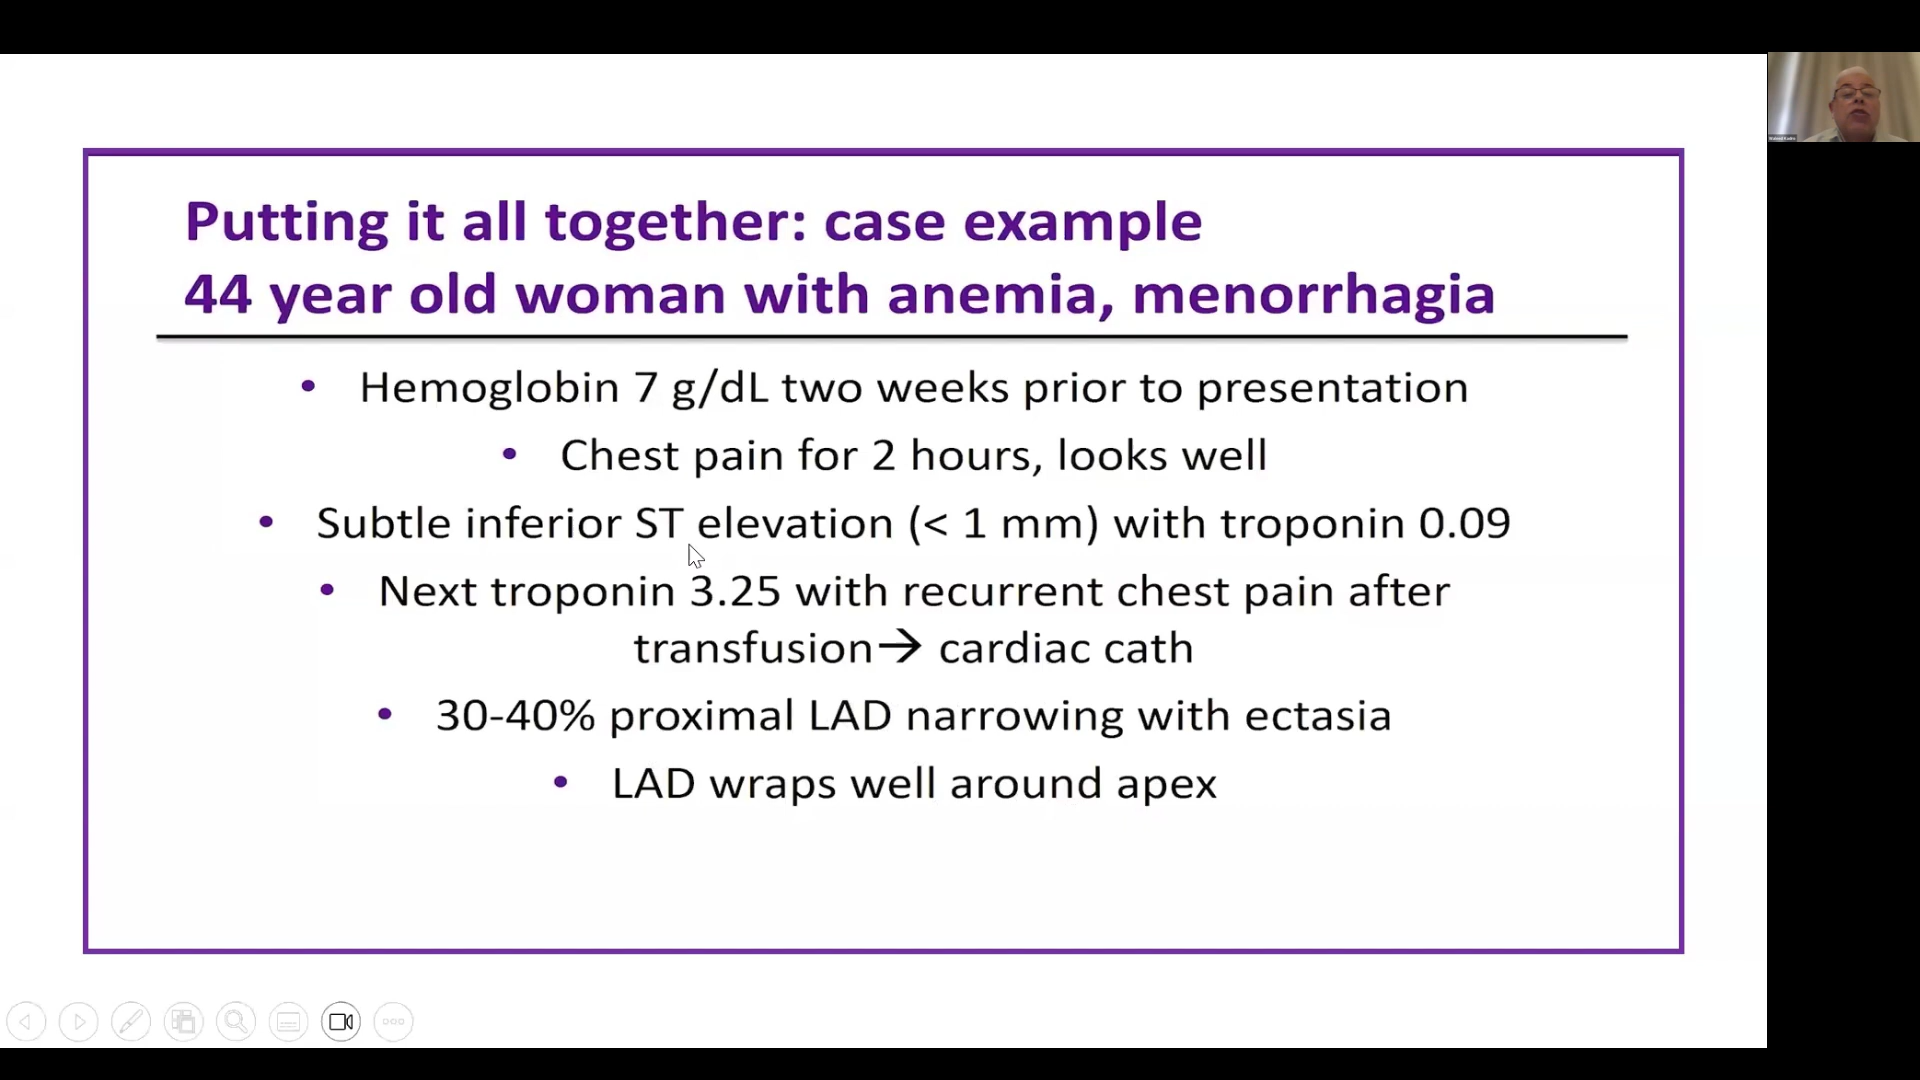 Putting it all together: case example
44 year old woman with anemia, menorrhagia
• Hemoglobin 7 g/dL two weeks prior to presentation
• Chest pain for 2 hours, looks well
• Subtle inferior ST elevation (< 1 mm) with troponin 0.09
• Next troponin 3.25 with recurrent chest pain after
transfusion→ cardiac cath
• 30-40% proximal LAD narrowing with ectasia
• LAD wraps well around apex